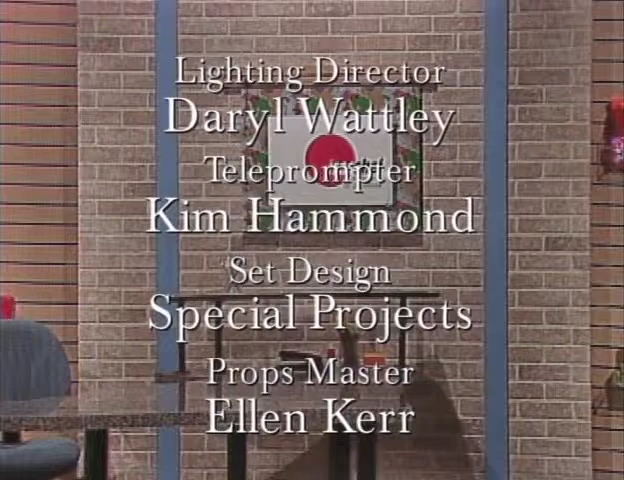 Lighting Director
Daryl Wattley
Teleprompter
Kim Hammond
Set Design
Special Projects
Props Master
Ellen Kerr